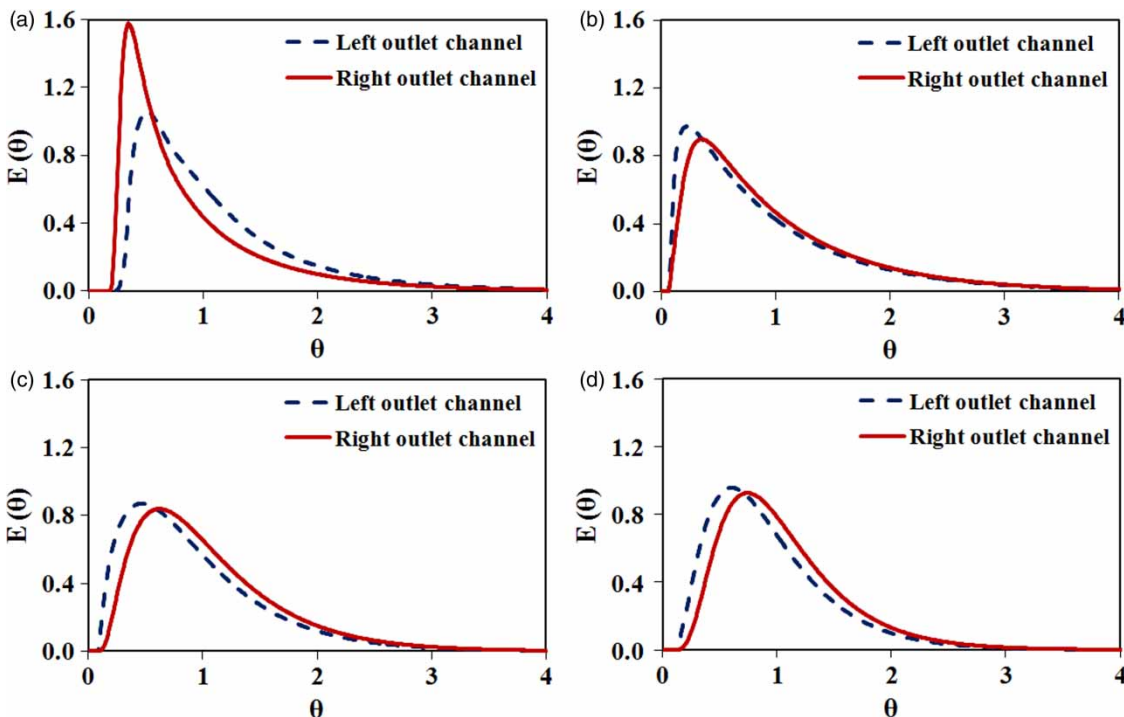 (a)
1.6
1.2
0.8
0.4
0.0
E (θ)
Left outlet channel
Right outlet channel
0 1 2 3 4
θ
(b)
1.6
1.2
0.8
0.4
0.0
E (θ)
Left outlet channel
Right outlet channel
0 1 2 3 4
θ
(c)
1.6
1.2
0.8
0.4
0.0
E (θ)
Left outlet channel
Right outlet channel
0 1 2 3 4
θ
(d)
1.6
1.2
0.8
0.4
0.0
E (θ)
Left outlet channel
Right outlet channel
0 1 2 3 4
θ